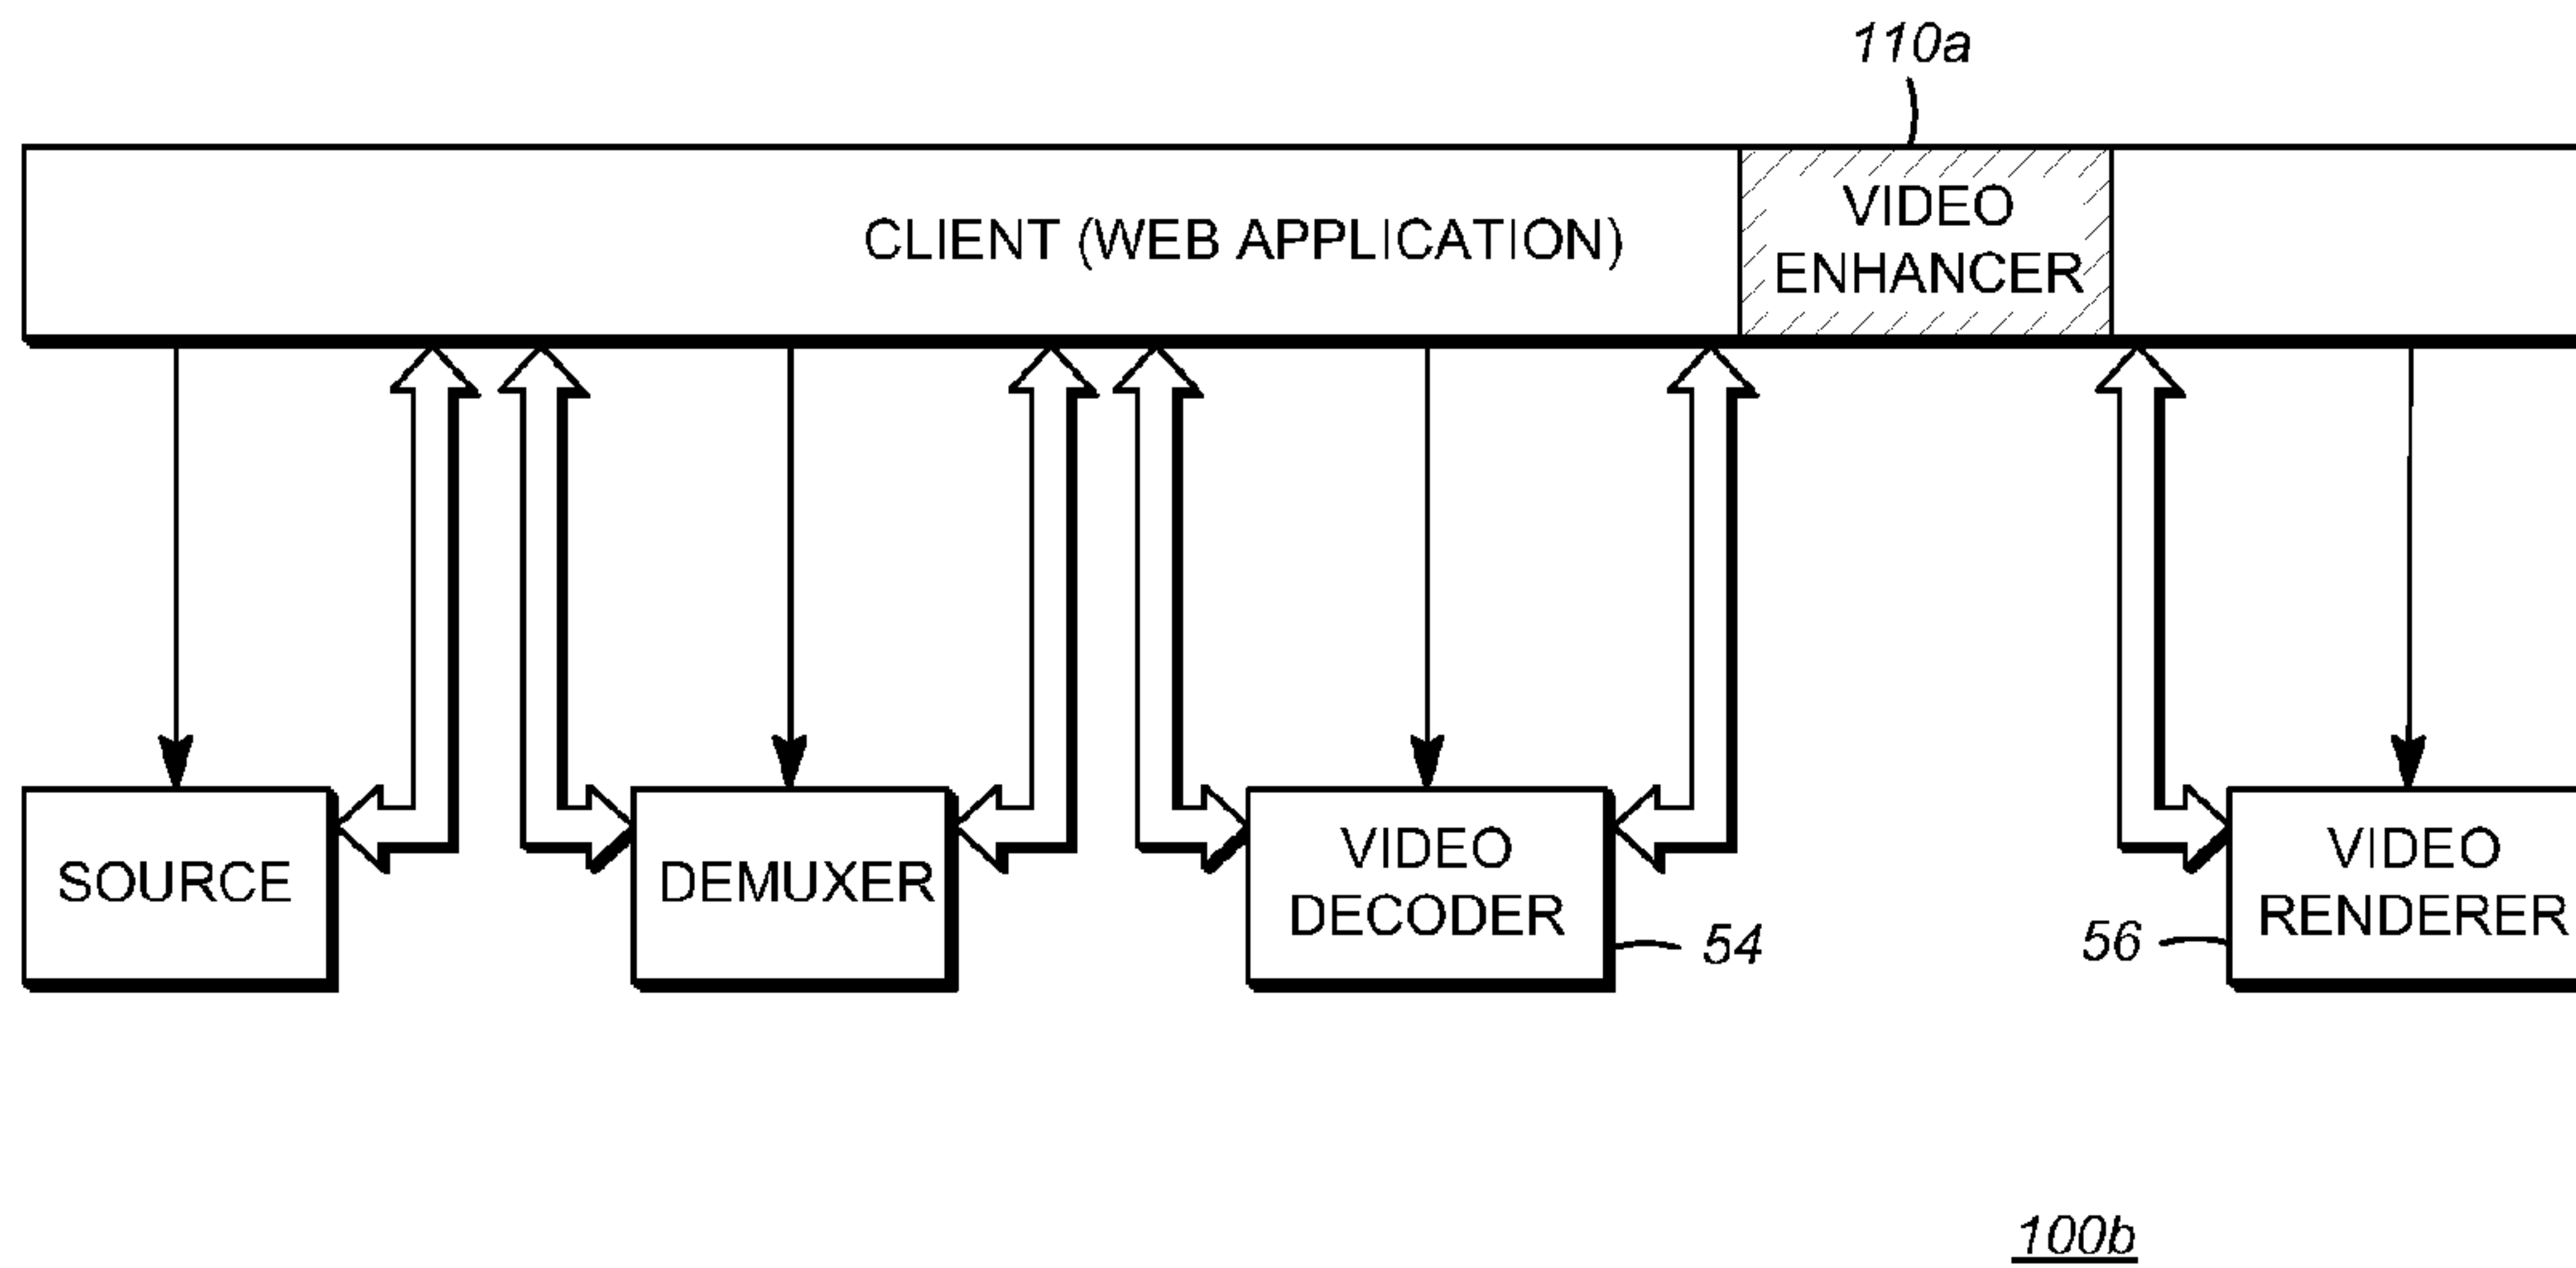 110a
CLIENT (WEB APPLICATION)
VIDEO
ENHANCER
SOURCE
DEMUXER
VIDEO
DECODER
54
56
VIDEO
RENDERER
100b